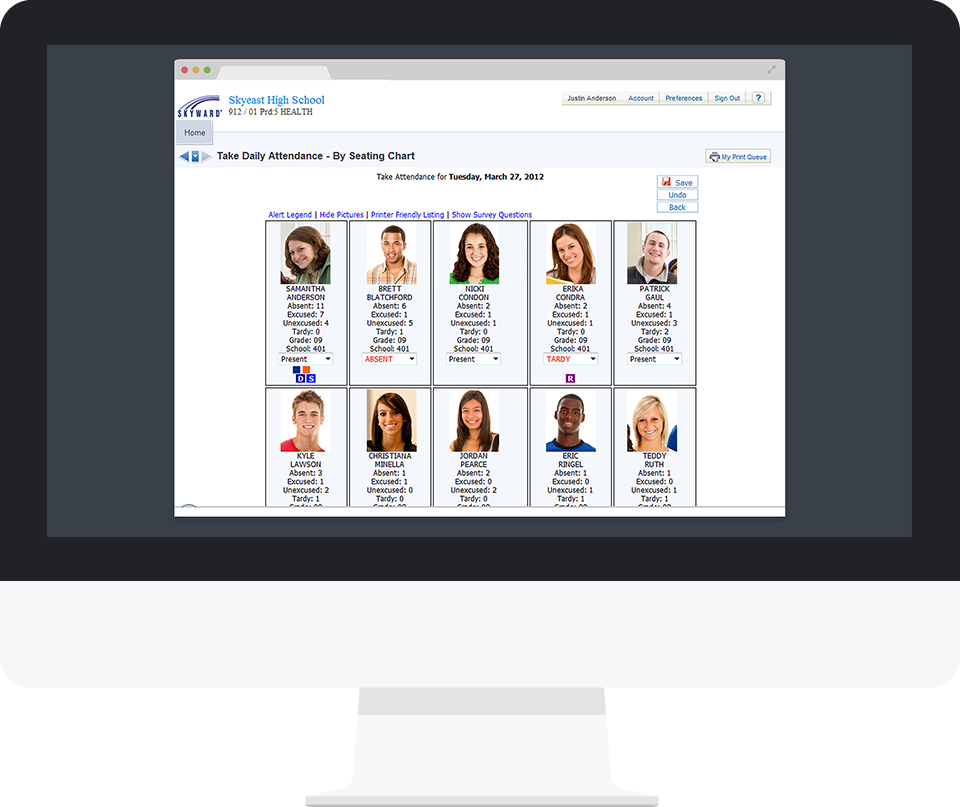 SKYWARD
Skyeast High School
912 / 01 Prd:5 HEALTH
Justin Anderson Account Preferences Sign Out ?
Home
Take Daily Attendance - By Seating Chart
My Print Queue
Take Attendance for Tuesday, March 27, 2012
Save
Undo
Back
Alert Legend | Hide Pictures | Printer Friendly Listing | Show Survey Questions
SAMANTHA
ANDERSON
Absent: 11
Excused: 7
Unexcused: 4
Tardy: 0
Grade: 09
School: 401
Present
D S
BRETT
BLATCHFORD
Absent: 6
Excused: 1
Unexcused: 5
Tardy: 1
Grade: 09
School: 401
ABSENT
NICKI
CONDON
Absent: 2
Excused: 1
Unexcused: 1
Tardy: 0
Grade: 09
School: 401
Present
ERIKA
CONDRA
Absent: 2
Excused: 1
Unexcused: 1
Tardy: 0
Grade: 09
School: 401
TARDY
R
PATRICK
GAUL
Absent: 4
Excused: 1
Unexcused: 3
Tardy: 2
Grade: 09
School: 401
Present
KYLE
LAWSON
Absent: 3
Excused: 1
Unexcused: 2
Tardy: 1
CHRISTIANA
MINELLA
Absent: 1
Excused: 1
Unexcused: 0
Tardy: 0
JORDAN
PEARCE
Absent: 2
Excused: 0
Unexcused: 2
Tardy: 0
ERIC
RINGEL
Absent: 1
Excused: 0
Unexcused: 1
Tardy: 1
TEDDY
RUTH
Absent: 1
Excused: 0
Unexcused: 1
Tardy: 1